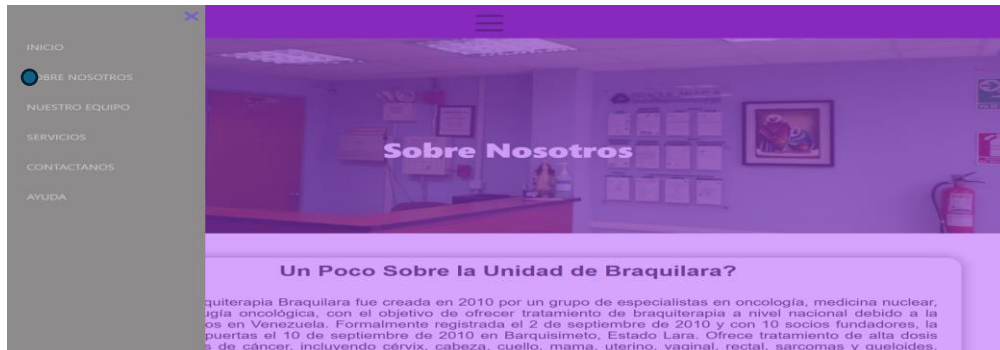 INICIO
SOBRE NOSOTROS
NUESTRO EQUIPO
SERVICIOS
CONTACTANOS
AYUDA
Sobre Nosotros
Un Poco Sobre la Unidad de Braquilara?
quiterapia Braquilara fue creada en 2010 por un grupo de especialistas en oncología, medicina nuclear,
ugía oncológica, con el objetivo de ofrecer tratamiento de braquiterapia a nivel nacional debido a la
os en Venezuela. Formalmente registrada el 2 de septiembre de 2010 y con 10 socios fundadores, la
puertas el 10 de septiembre de 2010 en Barquisimeto, Estado Lara. Ofrece tratamiento de alta dosis
s de cáncer, incluyendo cérvix, cabeza, cuello, mama, uterino, vaginal, rectal, sarcomas y queloides,